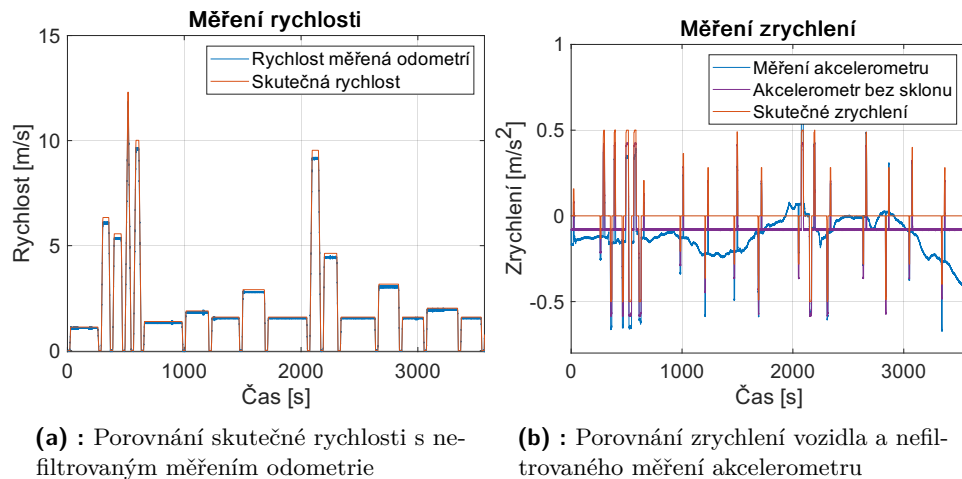 Měření rychlosti
15
10
5
0
Rychlost [m/s]
Rychlost měřená odometrí
Skutečná rychlost
0 1000 2000 3000
Čas [s]
(a) : Porovnání skutečné rychlosti s ne-
filtrovaným měřením odometrie
Měření zrychlení
1
0.5
0
-0.5
Zrychlení [m/s²]
Měření akcelerometru
Akcelerometr bez sklonu
Skutečné zrychlení
0 1000 2000 3000
Čas [s]
(b) : Porovnání zrychlení vozidla a nefil-
trovaného měření akcelerometru